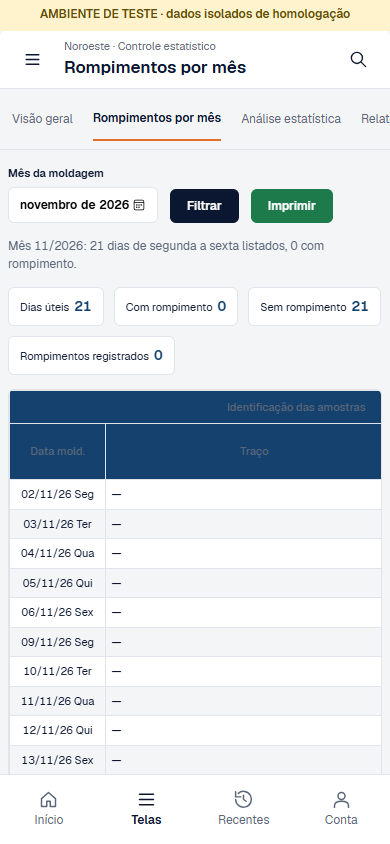 AMBIENTE DE TESTE · dados isolados de homologação
Noroeste · Controle estatístico
Rompimentos por mês
Visão geral
Rompimentos por mês
Análise estatística
Relat
Mês da moldagem
novembro de 2026
Filtrar
Imprimir
Mês 11/2026: 21 dias de segunda a sexta listados, 0 com
rompimento.
Dias úteis 21
Com rompimento 0
Sem rompimento 21
Rompimentos registrados 0
Identificação das amostras
Data mold.
Traço
02/11/26 Seg —
03/11/26 Ter —
04/11/26 Qua —
05/11/26 Qui —
06/11/26 Sex —
09/11/26 Seg —
10/11/26 Ter —
11/11/26 Qua —
12/11/26 Qui —
13/11/26 Sex —
Início
Telas
Recentes
Conta